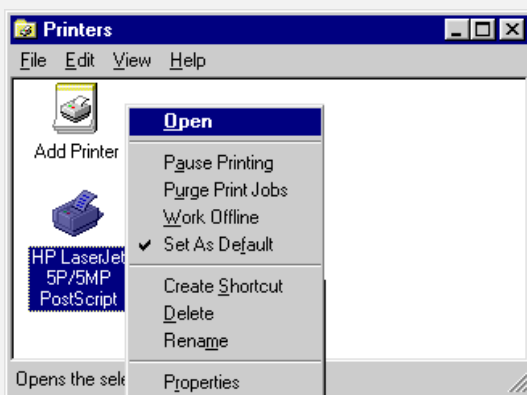 Printers
File Edit View Help
Add Printer
HP LaserJet
5P/5MP
PostScript
Open
Pause Printing
Purge Print Jobs
Work Offline
Set As Default
Create Shortcut
Delete
Rename
Properties
Opens the sele